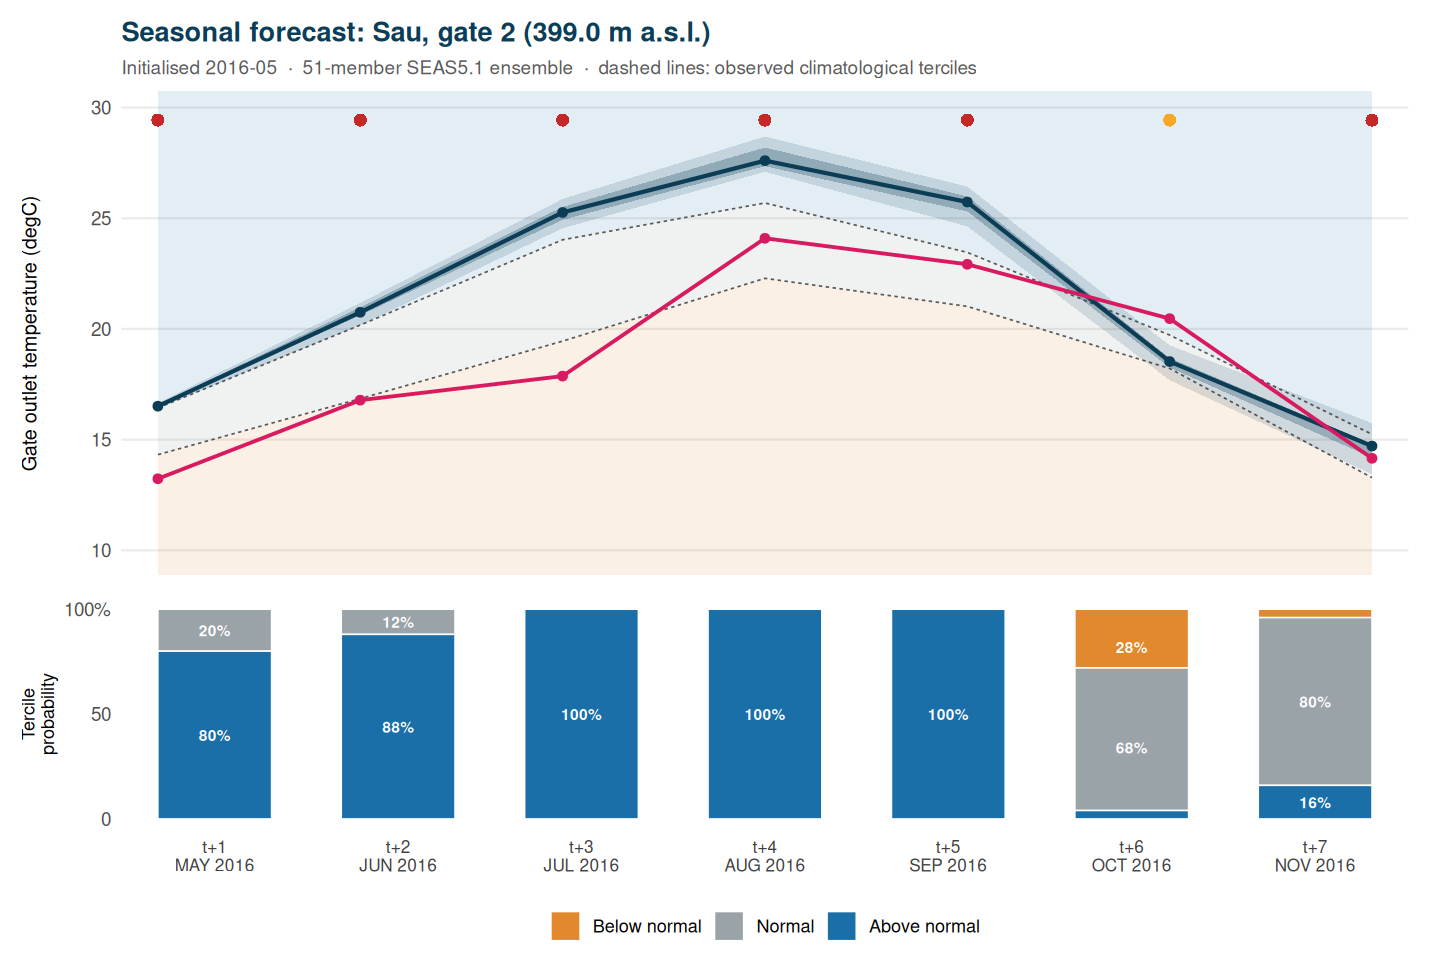 Seasonal forecast: Sau, gate 2 (399.0 m a.s.l.)
Initialised 2016-05 · 51-member SEAS5.1 ensemble · dashed lines: observed climatological terciles
Gate outlet temperature (degC)
30
25
20
15
10
Tercile
probability
100%
50
0
20%
80%
12%
88%
100%
100%
100%
28%
68%
80%
16%
t+1
MAY 2016
t+2
JUN 2016
t+3
JUL 2016
t+4
AUG 2016
t+5
SEP 2016
t+6
OCT 2016
t+7
NOV 2016
Below normal
Normal
Above normal